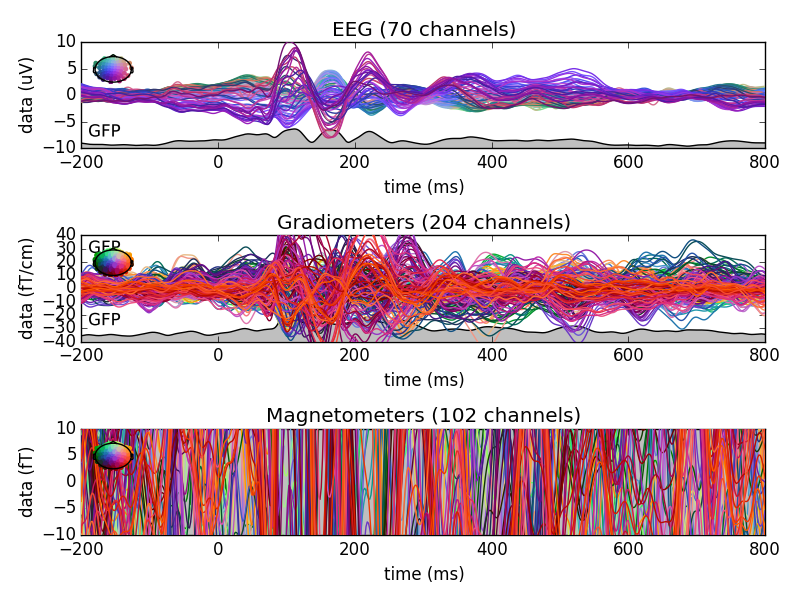 EEG (70 channels)
data (uV)
10
5
0
−5
−10
GFP
−200 0 200 400 600 800
time (ms)
Gradiometers (204 channels)
data (fT/cm)
40
30
20
10
0
−10
−20
−30
−40
GFP
GFP
−200 0 200 400 600 800
time (ms)
Magnetometers (102 channels)
data (fT)
10
5
0
−5
−10
−200 0 200 400 600 800
time (ms)